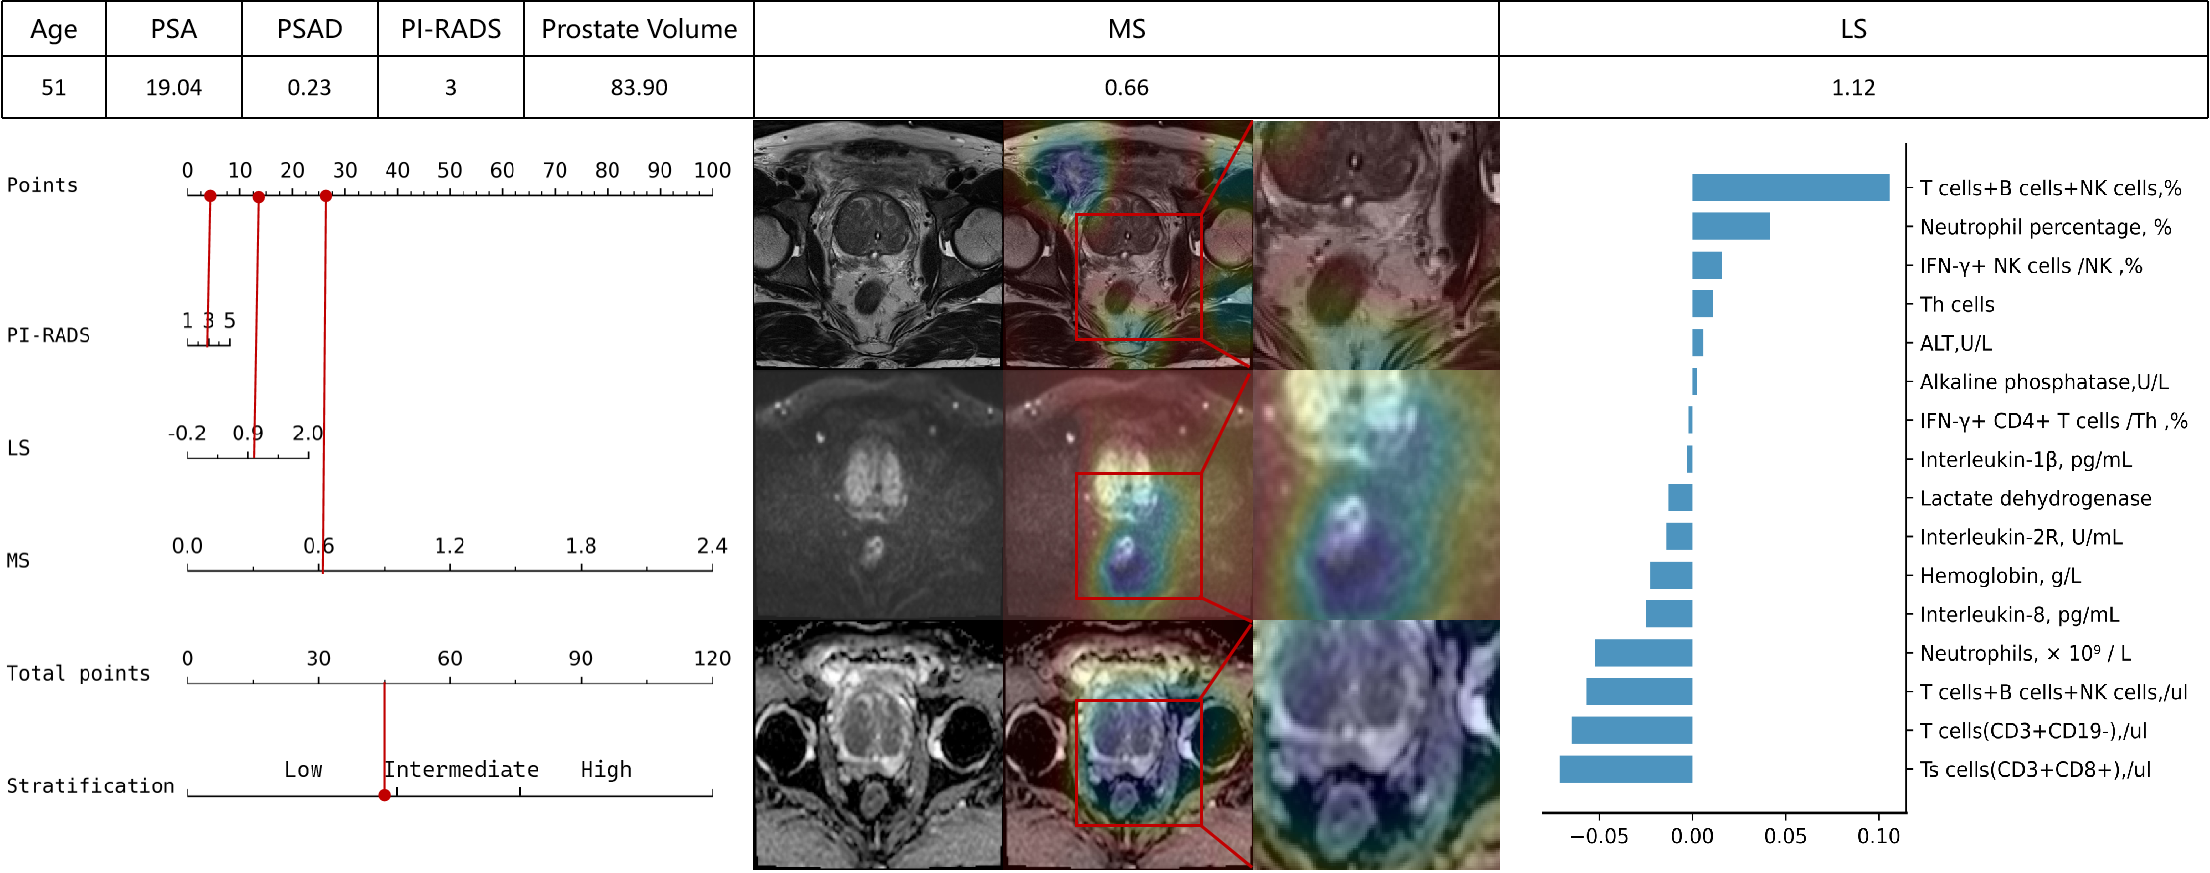 Age PSA PSAD PI-RADS Prostate Volume MS LS
51 19.04 0.23 3 83.90 0.66 1.12
Points 0 10 20 30 40 50 60 70 80 90 100
PI-RADS 1 3 5
LS -0.2 0.9 2.0
MS 0.0 0.6 1.2 1.8 2.4
Total points 0 30 60 90 120
Stratification Low Intermediate High
T cells+B cells+NK cells,%
Neutrophil percentage, %
IFN-γ+ NK cells /NK ,%
Th cells
ALT,U/L
Alkaline phosphatase,U/L
IFN-γ+ CD4+ T cells /Th ,%
Interleukin-1β, pg/mL
Lactate dehydrogenase
Interleukin-2R, U/mL
Hemoglobin, g/L
Interleukin-8, pg/mL
Neutrophils, × 10⁹ / L
T cells+B cells+NK cells,/ul
T cells(CD3+CD19-),/ul
Ts cells(CD3+CD8+),/ul
−0.05 0.00 0.05 0.10